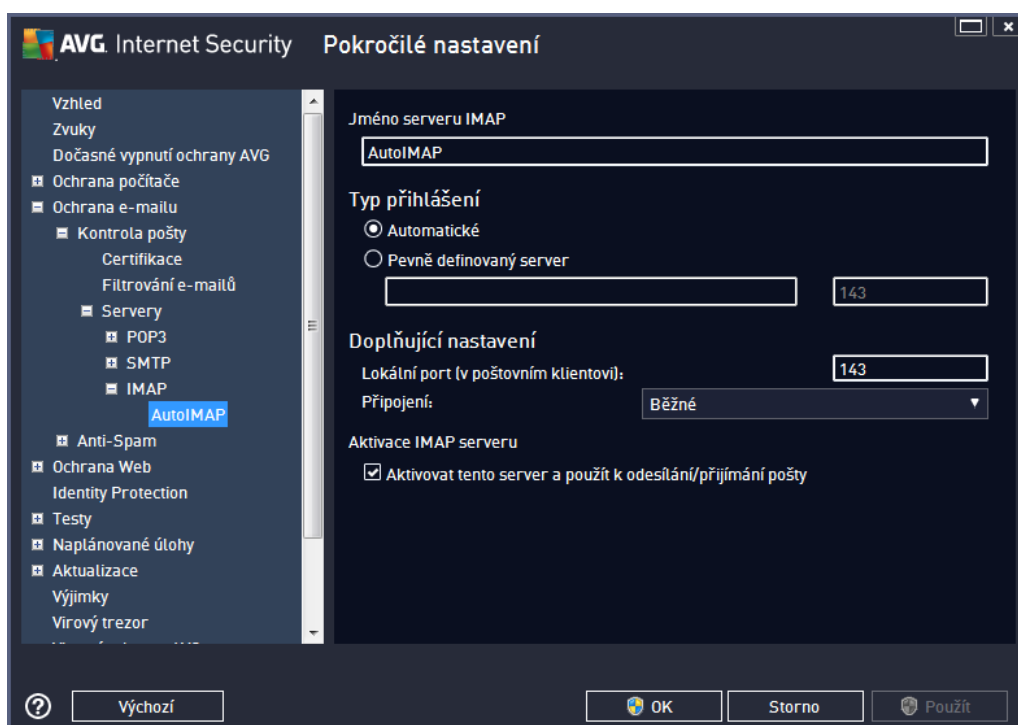 AVG. Internet Security
Pokročilé nastavení
Vzhled
Zvuky
Dočasné vypnutí ochrany AVG
Ochrana počítače
Ochrana e-mailu
Kontrola pošty
Certifikace
Filtrování e-mailů
Servery
POP3
SMTP
IMAP
AutoIMAP
Anti-Spam
Ochrana Web
Identity Protection
Testy
Naplánované úlohy
Aktualizace
Výjimky
Virový trezor
Jméno serveru IMAP
AutoIMAP
Typ přihlášení
Automatické
Pevně definovaný server
143
Doplňující nastavení
Lokální port (v poštovním klientovi):
143
Připojení:
Běžné
Aktivace IMAP serveru
Aktivovat tento server a použít k odesílání/přijímání pošty
Výchozí
OK
Storno
Použít